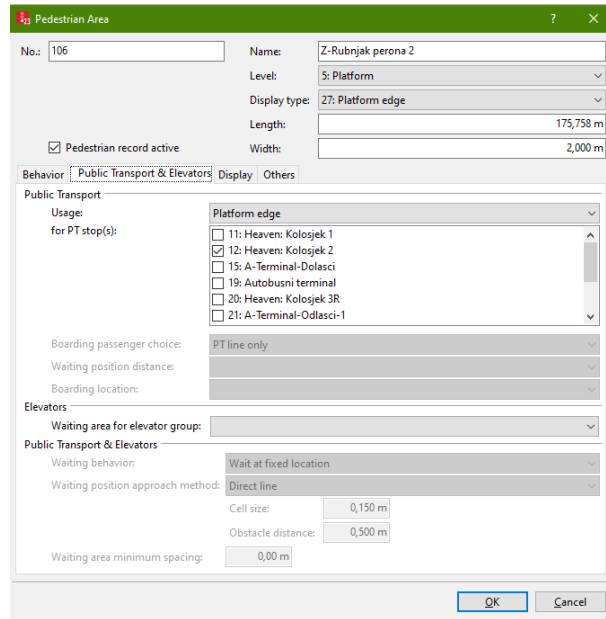 23 Pedestrian Area ? ×
No.: 106 Name: Z-Rubnjak perona 2
Level: 5: Platform
Display type: 27: Platform edge
Length: 175,758 m
Pedestrian record active Width: 2,000 m
Behavior Public Transport & Elevators Display Others
Public Transport
Usage: Platform edge
for PT stop(s): 11: Heaven: Kolosjek 1
12: Heaven: Kolosjek 2
15: A-Terminal-Dolasci
19: Autobusni terminal
20: Heaven: Kolosjek 3R
21: A-Terminal-Odlasci-1
Boarding passenger choice: PT line only
Waiting position distance:
Boarding location:
Elevators
Waiting area for elevator group:
Public Transport & Elevators
Waiting behavior: Wait at fixed location
Waiting position approach method: Direct line
Cell size: 0,150 m
Obstacle distance: 0,500 m
Waiting area minimum spacing: 0,00 m
OK Cancel